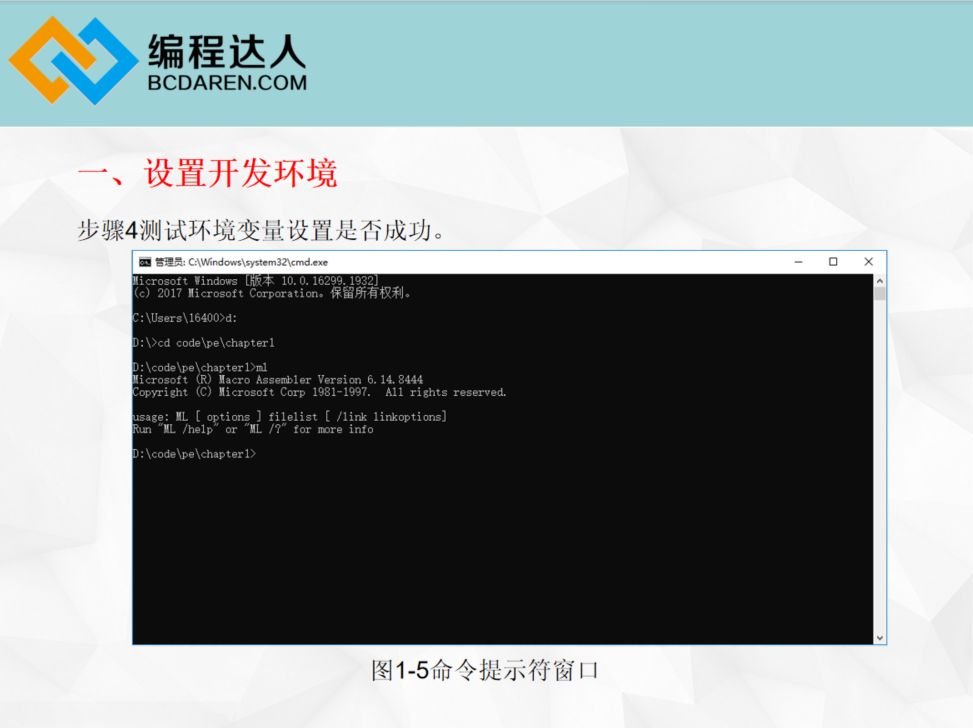 编程达人
BCDAREN.COM
一、设置开发环境
步骤4测试环境变量设置是否成功。
管理员: C:\Windows\system32\cmd.exe
Microsoft Windows [版本 10.0.16299.1932]
(c) 2017 Microsoft Corporation。保留所有权利。
C:\Users\16400>d:
D:\>cd code\pe\chapter1
D:\code\pe\chapter1>ml
Microsoft (R) Macro Assembler Version 6.14.8444
Copyright (C) Microsoft Corp 1981-1997.  All rights reserved.
usage: ML [ options ] filelist [ /link linkoptions]
Run "ML /help" or "ML /?" for more info
D:\code\pe\chapter1>
图1-5命令提示符窗口